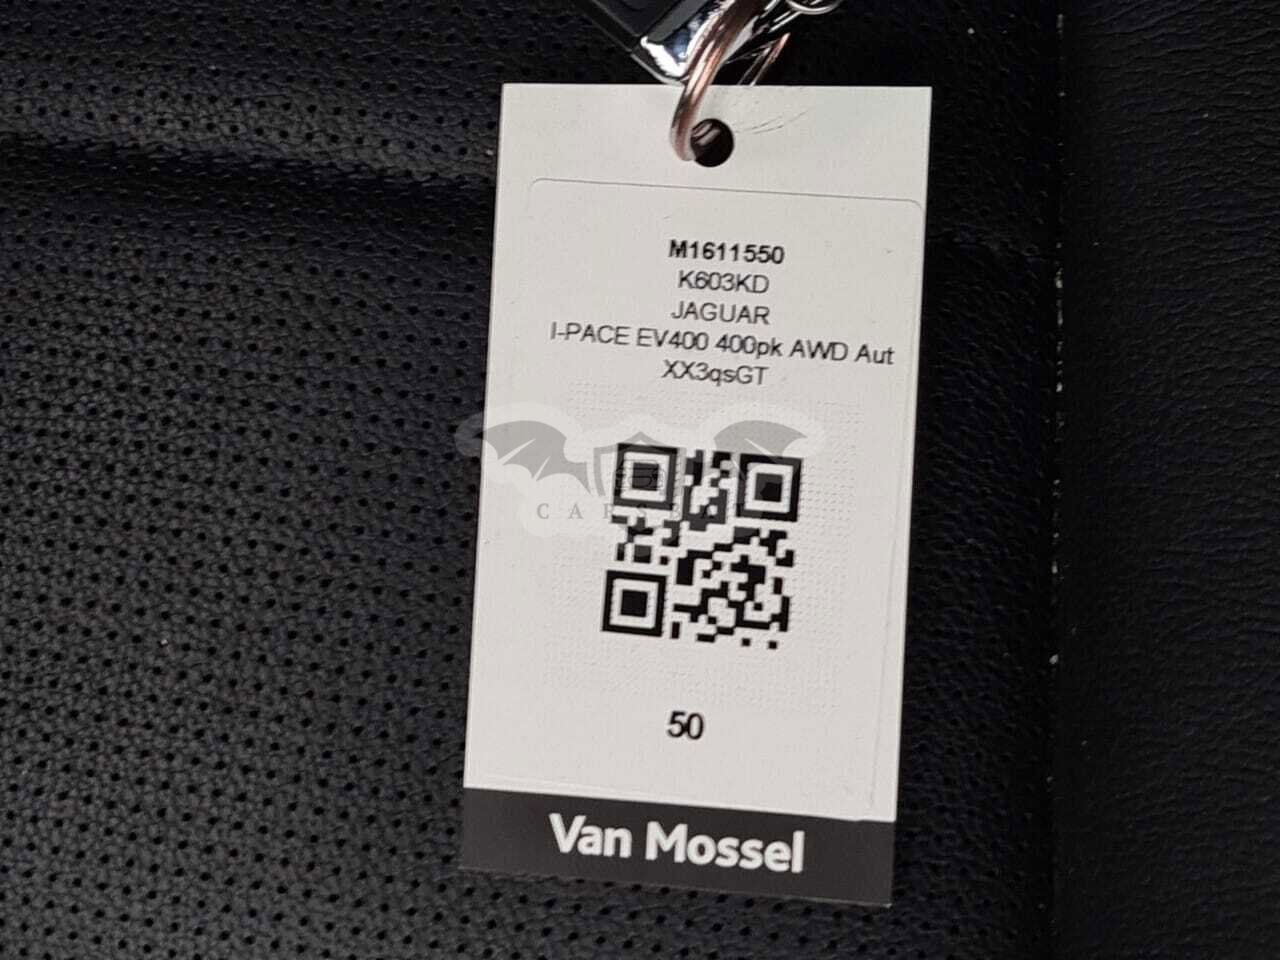 M1611550
K603KD
JAGUAR
I-PACE EV400 400pk AWD Aut
XX3qsGT
50
Van Mossel